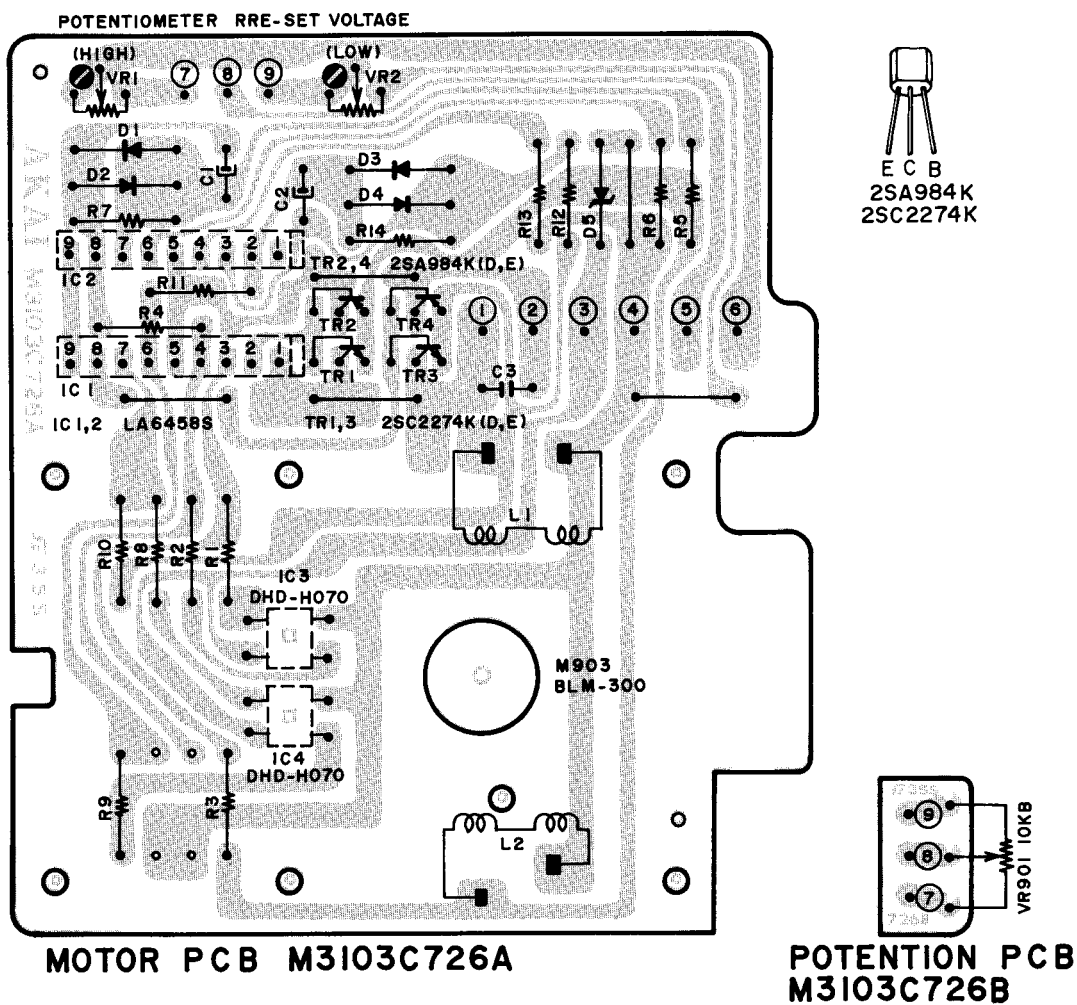 POTENTIOMETER RRE-SET VOLTAGE
(HIGH)
VR1
7 8 9
(LOW)
VR2
D1
D2
R7
C1
C2
D3
D4
R14
R13
R12
D5
R6
R5
E C B
2SA984K
2SC2274K
9 8 7 6 5 4 3 2 1
IC2
R11
R4
TR2,4 2SA984K(D,E)
TR2 TR4
1 2 3 4 5 6
9 8 7 6 5 4 3 2 1
IC1
TR1 TR3
C3
IC1,2 LA6458S
TR1,3 2SC2274K(D,E)
L1
R10
R8
R2
R1
IC3
DHD-H070
M903
BLM-300
IC4
DHD-H070
R9
R3
L2
9
8
7
VR901 10KB
MOTOR PCB M3103C726A
POTENTION PCB
M3103C726B